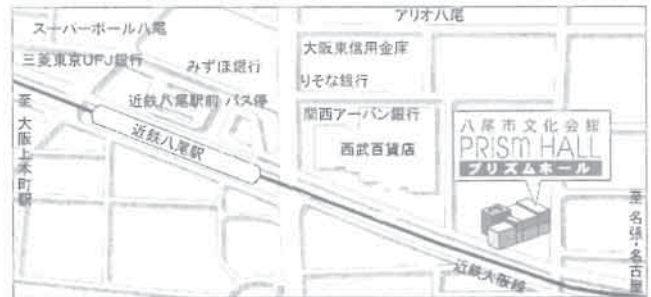 アリオ八尾
スーパーボール八尾
三菱東京UFJ銀行
みずほ銀行
大阪東信用金庫
りそな銀行
至 大阪上本町駅
近鉄八尾駅前 バス停
関西アーバン銀行
近鉄八尾駅
西武百貨店
八尾市文化会館
PRISM HALL
プリズムホール
至 名張・名古屋
近鉄大阪線